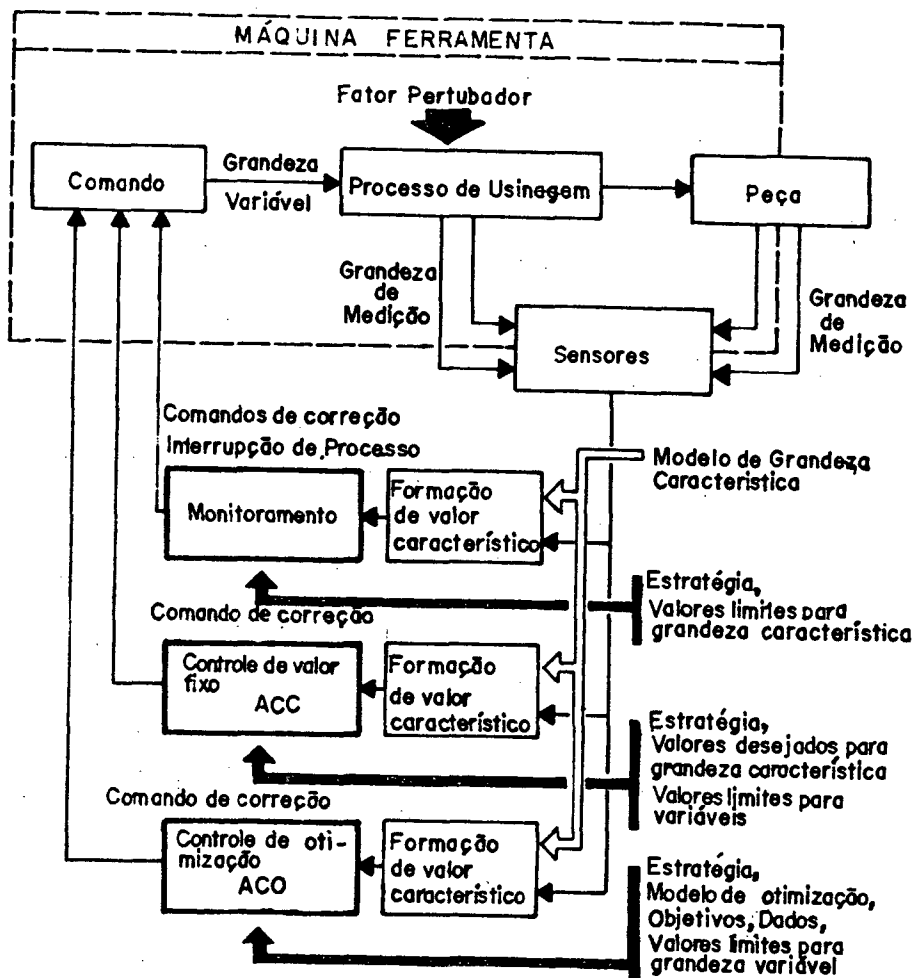 MÁQUINA FERRAMENTA
Fator Pertubador
Comando
Grandeza
Variável
Processo de Usinagem
Peça
Grandeza
de
Medição
Grandeza
de
Medição
Sensores
Comandos de correção
Interrupção de Processo
Modelo de Grandeza
Caracteristica
Monitoramento
Formação
de valor
característico
Estratégia,
Valores limites para
grandeza característica
Comando de correção
Controle de valor
fixo
ACC
Formação
de valor
característico
Estratégia,
Valores desejados para
grandeza característica
Valores limites para
variáveis
Comando de correção
Controle de oti-
mização
ACO
Formação
de valor
característico
Estratégia,
Modelo de otimização,
Objetivos, Dados,
Valores limites para
grandeza variável